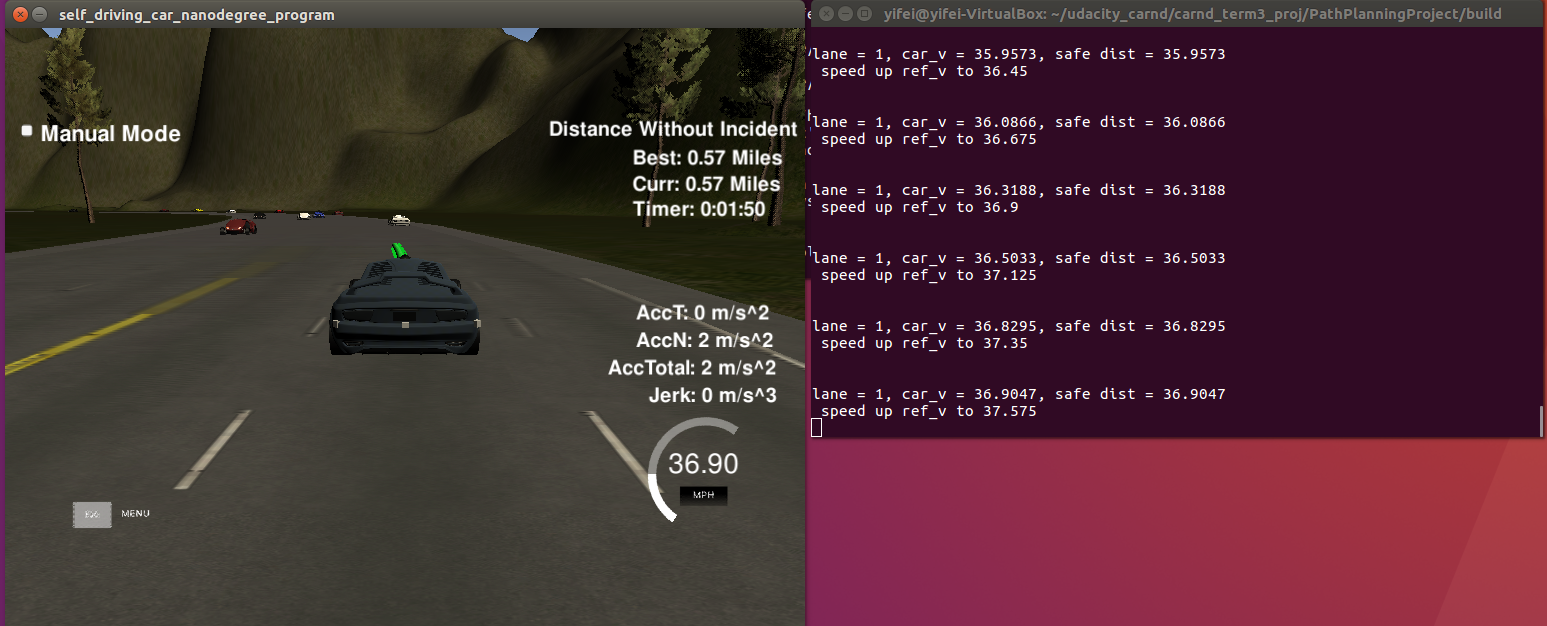 self_driving_car_nanodegree_program
Manual Mode
Distance Without Incident
Best: 0.57 Miles
Curr: 0.57 Miles
Timer: 0:01:50
AccT: 0 m/s^2
AccN: 2 m/s^2
AccTotal: 2 m/s^2
Jerk: 0 m/s^3
36.90
MPH
MENU
yifei@yifei-VirtualBox: ~/udacity_carnd/carnd_term3_proj/PathPlanningProject/build
lane = 1, car_v = 35.9573, safe dist = 35.9573
speed up ref_v to 36.45
lane = 1, car_v = 36.0866, safe dist = 36.0866
speed up ref_v to 36.675
lane = 1, car_v = 36.3188, safe dist = 36.3188
speed up ref_v to 36.9
lane = 1, car_v = 36.5033, safe dist = 36.5033
speed up ref_v to 37.125
lane = 1, car_v = 36.8295, safe dist = 36.8295
speed up ref_v to 37.35
lane = 1, car_v = 36.9047, safe dist = 36.9047
speed up ref_v to 37.575